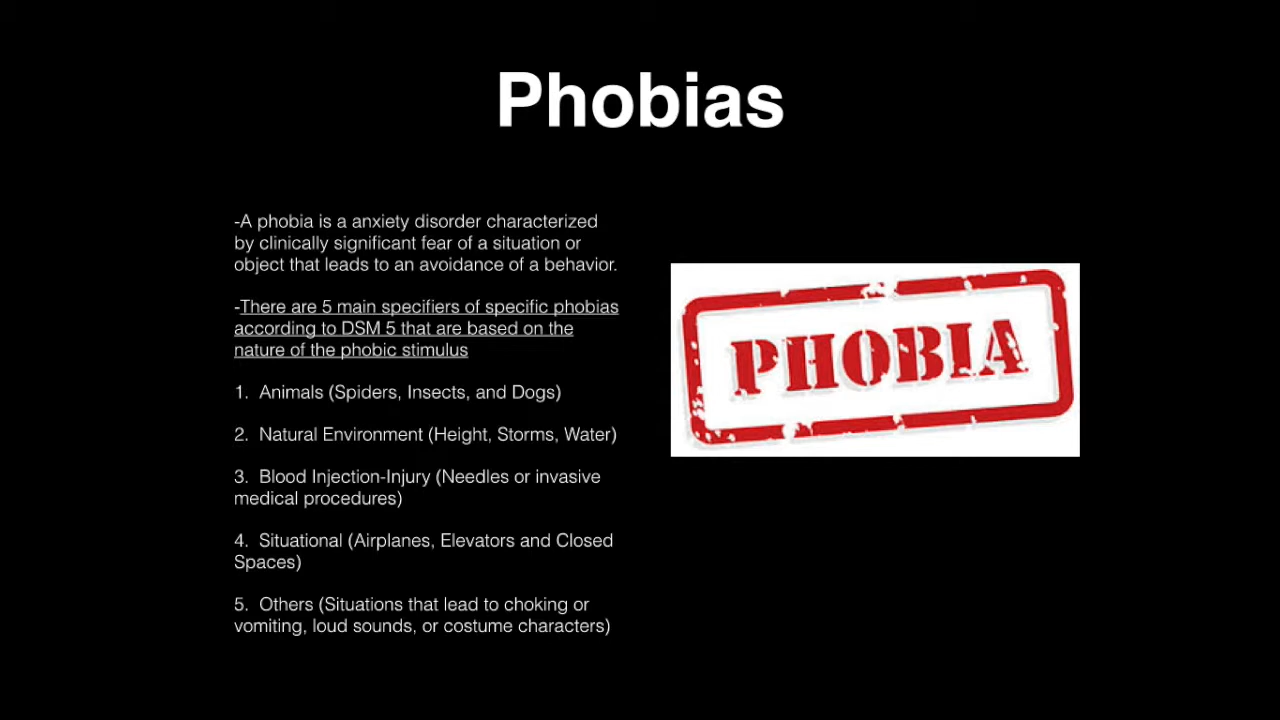 Phobias
-A phobia is a anxiety disorder characterized
by clinically significant fear of a situation or
object that leads to an avoidance of a behavior.
-There are 5 main specifiers of specific phobias
according to DSM 5 that are based on the
nature of the phobic stimulus
1. Animals (Spiders, Insects, and Dogs)
2. Natural Environment (Height, Storms, Water)
3. Blood Injection-Injury (Needles or invasive
medical procedures)
4. Situational (Airplanes, Elevators and Closed
Spaces)
5. Others (Situations that lead to choking or
vomiting, loud sounds, or costume characters)
PHOBIA